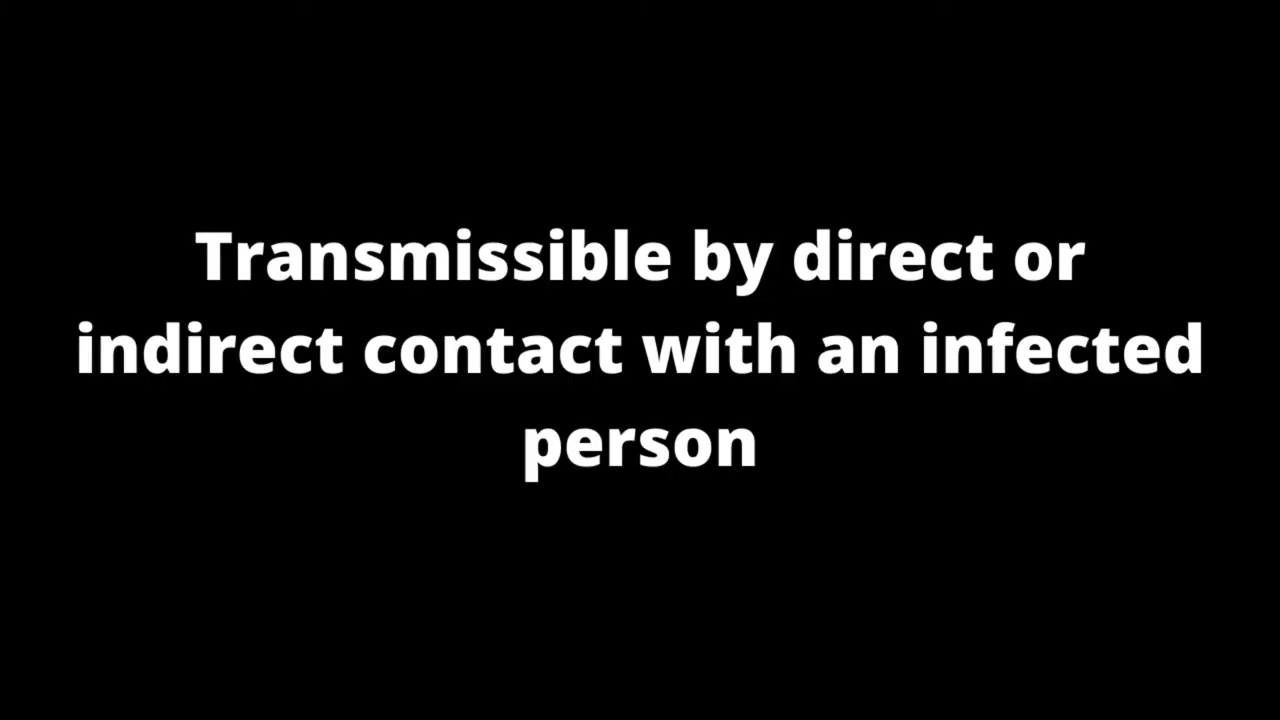 Transmissible by direct or
indirect contact with an infected
person